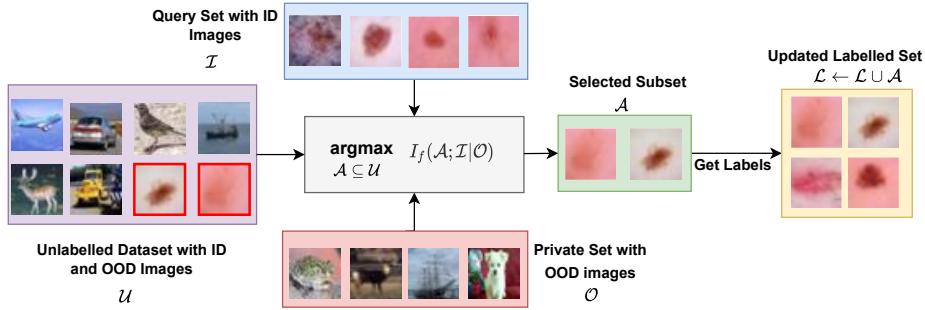 Query Set with ID
Images
ℐ
Unlabelled Dataset with ID
and OOD Images
𝒰
argmax I_f(𝒜;ℐ|𝒪)
𝒜 ⊆ 𝒰
Private Set with
OOD images
𝒪
Selected Subset
𝒜
Get Labels
Updated Labelled Set
ℒ ← ℒ ∪ 𝒜